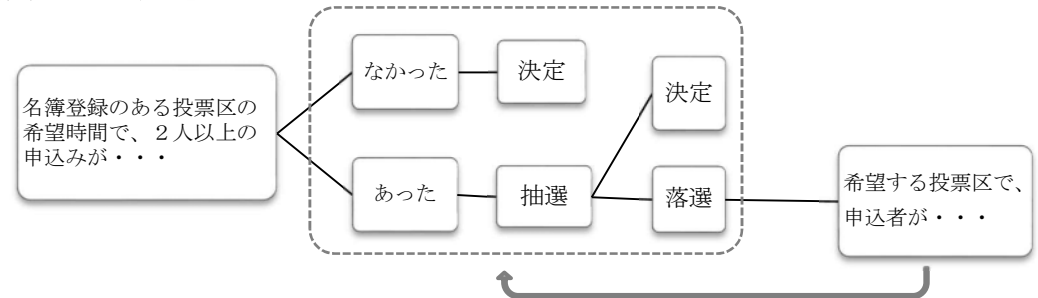 名簿登録のある投票区の
希望時間で、２人以上の
申込みが・・・
なかった
決定
あった
抽選
決定
落選
希望する投票区で、
申込者が・・・